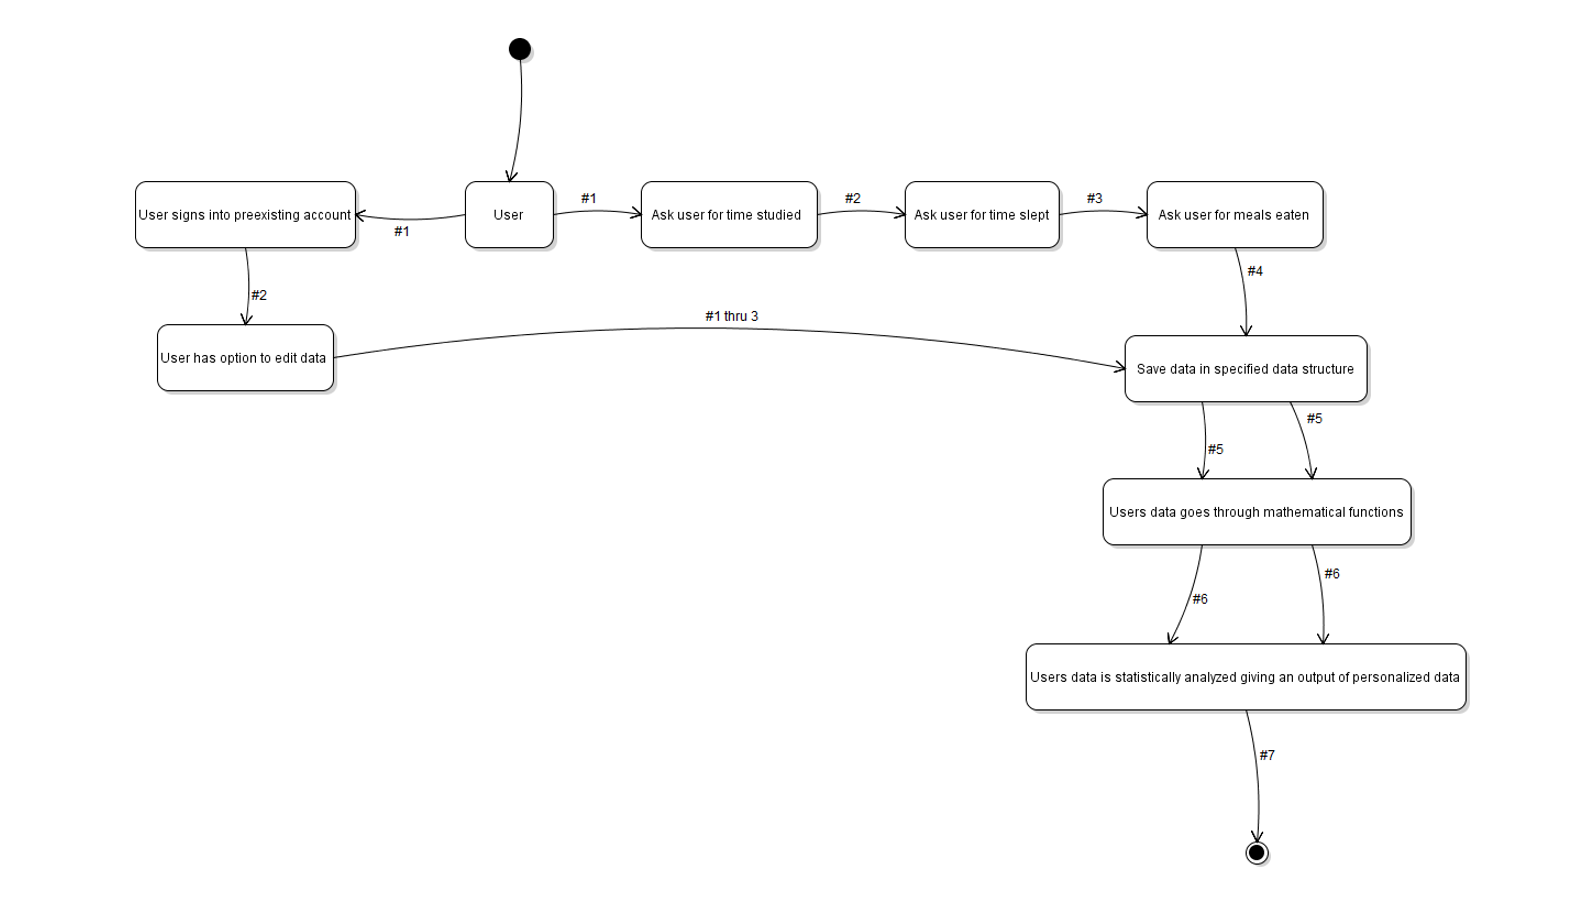 User signs into preexisting account
#1
User
#1
Ask user for time studied
#2
Ask user for time slept
#3
Ask user for meals eaten
#2
#4
User has option to edit data
#1 thru 3
Save data in specified data structure
#5
#5
Users data goes through mathematical functions
#6
#6
Users data is statistically analyzed giving an output of personalized data
#7